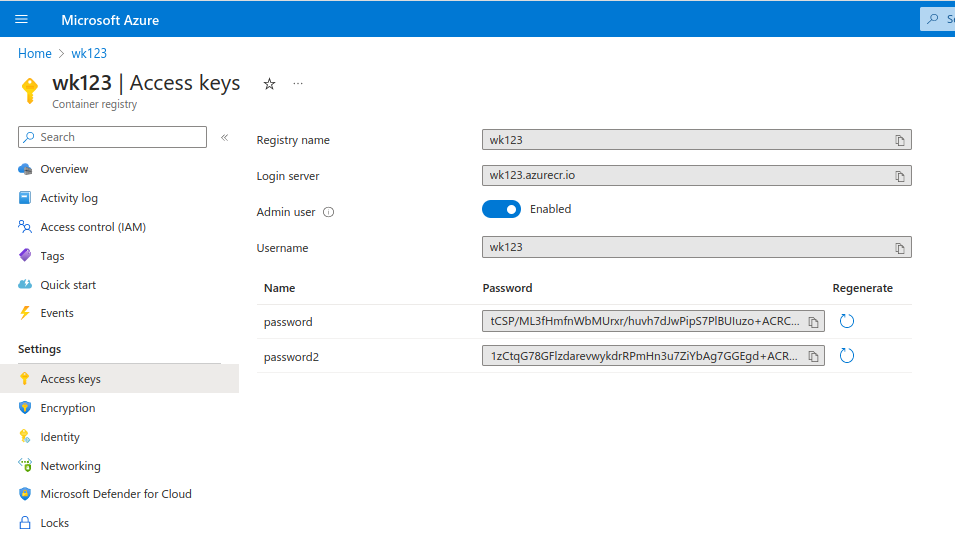 Microsoft Azure
Home > wk123
wk123 | Access keys
Container registry
Search
Overview
Activity log
Access control (IAM)
Tags
Quick start
Events
Settings
Access keys
Encryption
Identity
Networking
Microsoft Defender for Cloud
Locks
Registry name wk123
Login server wk123.azurecr.io
Admin user Enabled
Username wk123
Name Password Regenerate
password tCSP/ML3fHmfnWbMUrxr/huvh7dJwPipS7PlBUIuzo+ACRC...
password2 1zCtqG78GFlzdarevwykdrRPmHn3u7ZiYbAg7GGEgd+ACR...